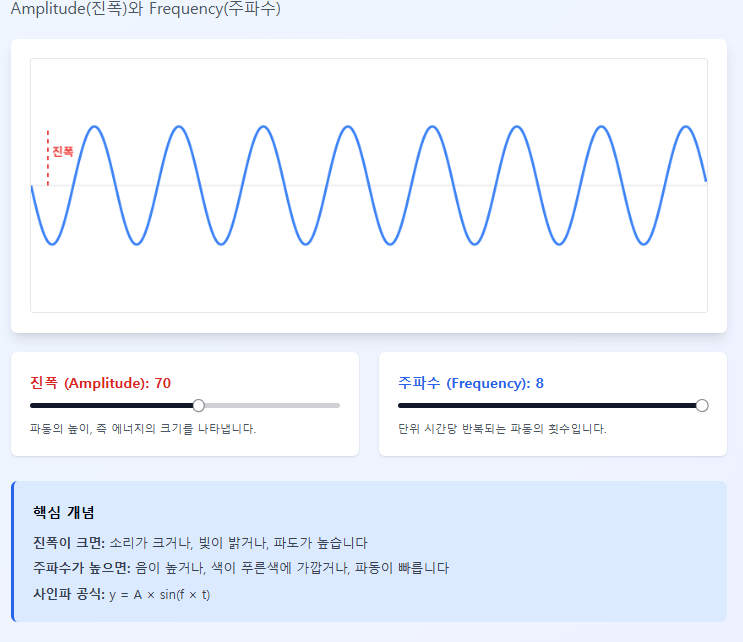 Amplitude(진폭)와 Frequency(주파수)
진폭
진폭 (Amplitude): 70
파동의 높이, 즉 에너지의 크기를 나타냅니다.
주파수 (Frequency): 8
단위 시간당 반복되는 파동의 횟수입니다.
핵심 개념
진폭이 크면: 소리가 크거나, 빛이 밝거나, 파도가 높습니다
주파수가 높으면: 음이 높거나, 색이 푸른색에 가깝거나, 파동이 빠릅니다
사인파 공식: y = A × sin(f × t)